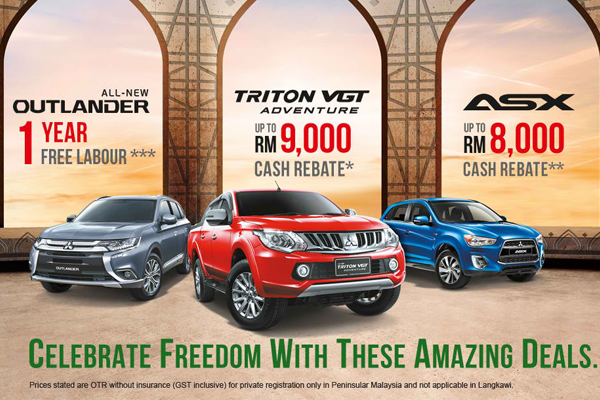 ALL-NEW
OUTLANDER
1 YEAR
FREE LABOUR ***
TRITON VGT
ADVENTURE
UP TO
RM 9,000
CASH REBATE*
ASX
UP TO
RM 8,000
CASH REBATE**
OUTLANDER
TRITON VGT
ADVENTURE
ASX
CELEBRATE FREEDOM WITH THESE AMAZING DEALS.
Prices stated are OTR without insurance (GST inclusive) for private registration only in Peninsular Malaysia and not applicable in Langkawi.